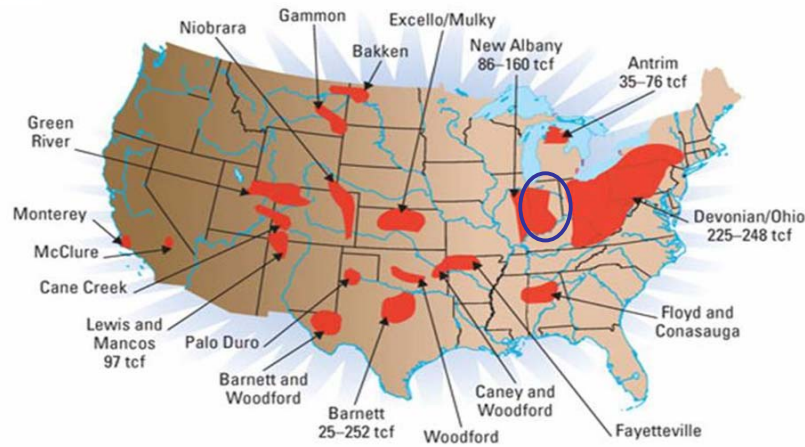 Gammon
Excello/Mulky
Niobrara
Bakken
New Albany
86–160 tcf
Antrim
35–76 tcf
Green
River
Monterey
McClure
Cane Creek
Lewis and
Mancos
97 tcf
Palo Duro
Barnett and
Woodford
Barnett
25–252 tcf
Woodford
Caney and
Woodford
Fayetteville
Floyd and
Conasauga
Devonian/Ohio
225–248 tcf